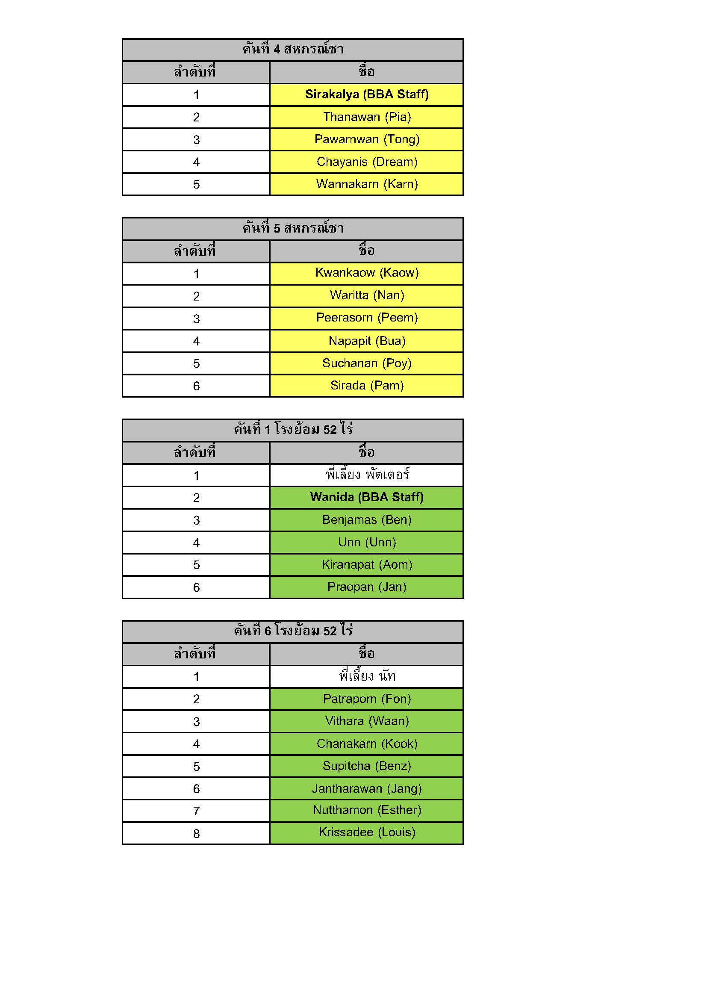 คันที่ 4 สหกรณ์ชา
ลำดับที่ ชื่อ
1 Sirakalya (BBA Staff)
2 Thanawan (Pia)
3 Pawarnwan (Tong)
4 Chayanis (Dream)
5 Wannakarn (Karn)
คันที่ 5 สหกรณ์ชา
ลำดับที่ ชื่อ
1 Kwankaow (Kaow)
2 Waritta (Nan)
3 Peerasorn (Peem)
4 Napapit (Bua)
5 Suchanan (Poy)
6 Sirada (Pam)
คันที่ 1 โรงย้อม 52 ไร่
ลำดับที่ ชื่อ
1 พี่เลี้ยง พัตเตอร์
2 Wanida (BBA Staff)
3 Benjamas (Ben)
4 Unn (Unn)
5 Kiranapat (Aom)
6 Praopan (Jan)
คันที่ 6 โรงย้อม 52 ไร่
ลำดับที่ ชื่อ
1 พี่เลี้ยง นัท
2 Patraporn (Fon)
3 Vithara (Waan)
4 Chanakarn (Kook)
5 Supitcha (Benz)
6 Jantharawan (Jang)
7 Nutthamon (Esther)
8 Krissadee (Louis)